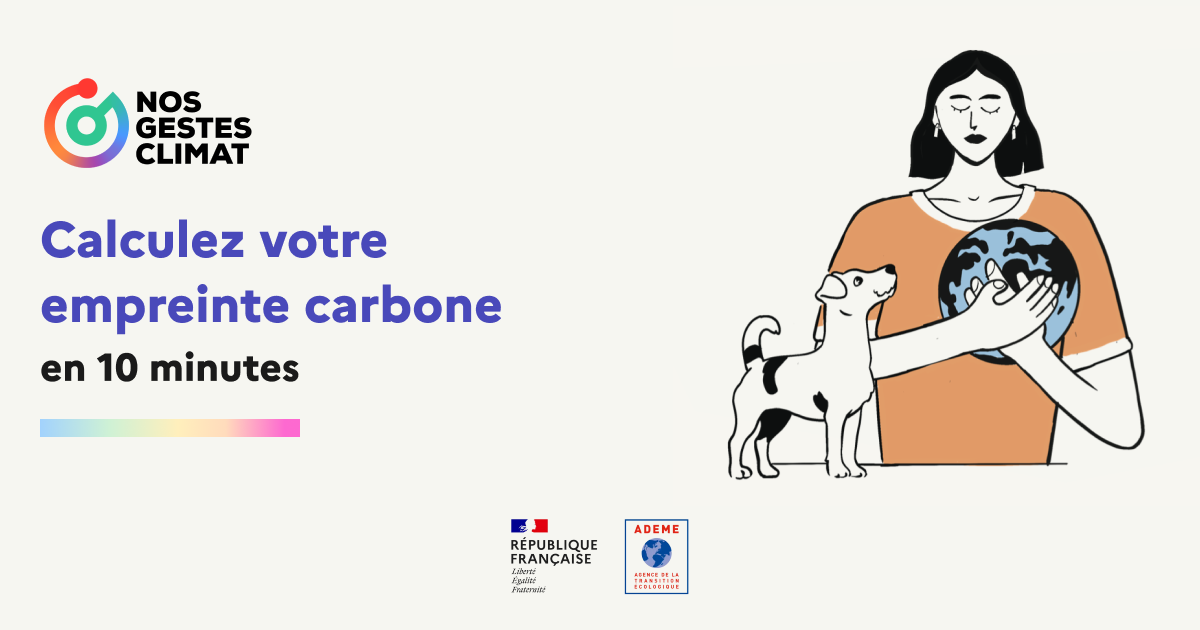 NOS
GESTES
CLIMAT
Calculez votre
empreinte carbone
en 10 minutes
RÉPUBLIQUE
FRANÇAISE
Liberté
Égalité
Fraternité
ADEME
AGENCE DE LA
TRANSITION
ÉCOLOGIQUE